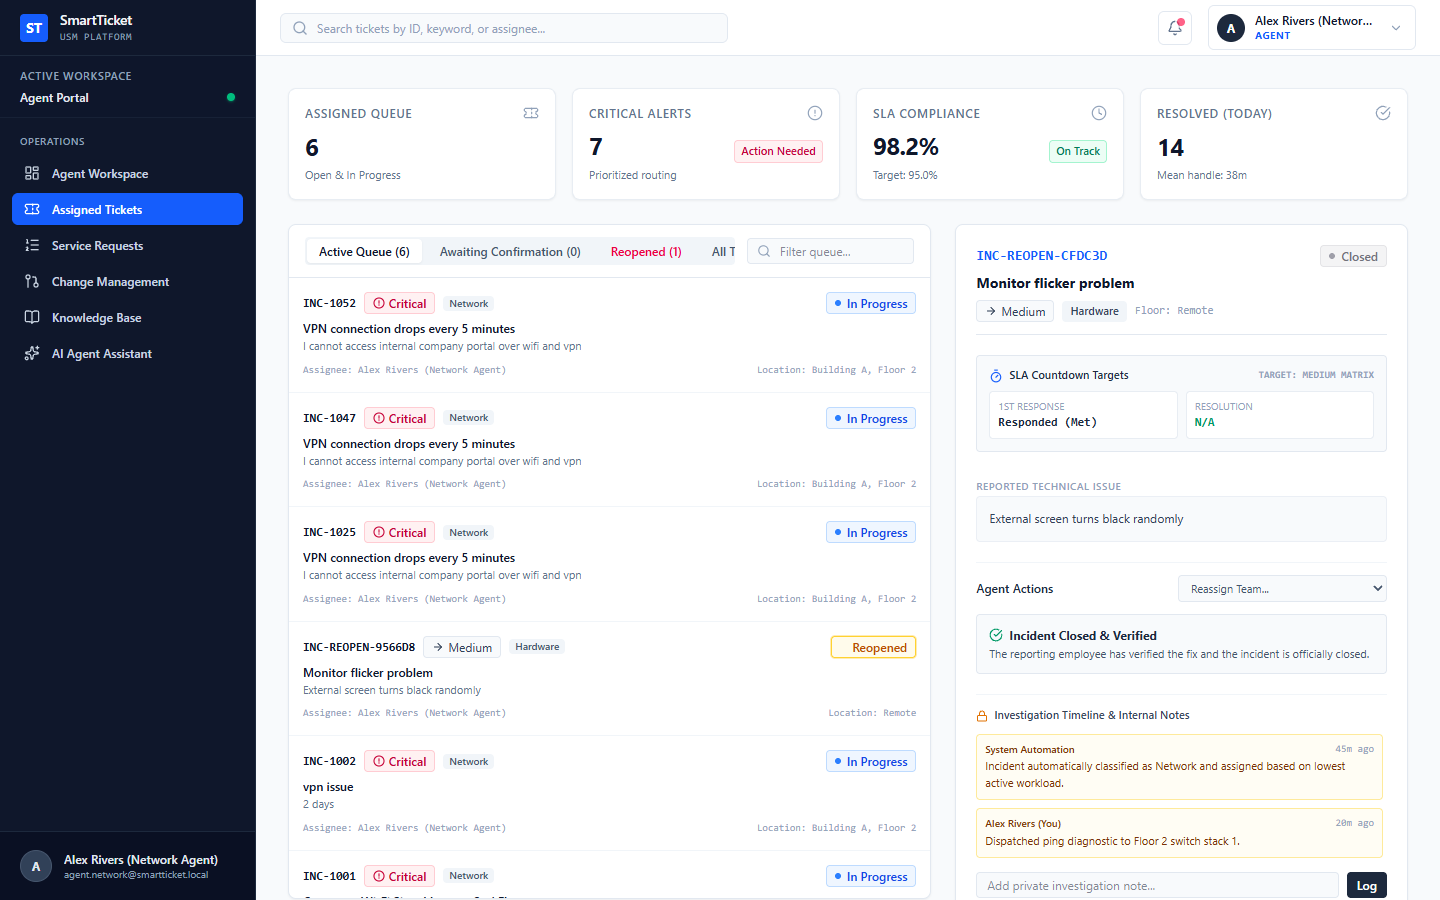 ST
SmartTicket
USM PLATFORM
ACTIVE WORKSPACE
Agent Portal
OPERATIONS
Agent Workspace
Assigned Tickets
Service Requests
Change Management
Knowledge Base
AI Agent Assistant
A
Alex Rivers (Network Agent)
agent.network@smartticket.local
Search tickets by ID, keyword, or assignee...
A
Alex Rivers (Networ...
AGENT
ASSIGNED QUEUE
6
Open & In Progress
CRITICAL ALERTS
7
Action Needed
Prioritized routing
SLA COMPLIANCE
98.2%
On Track
Target: 95.0%
RESOLVED (TODAY)
14
Mean handle: 38m
Active Queue (6)
Awaiting Confirmation (0)
Reopened (1)
All T
Filter queue...
INC-1052 Critical Network In Progress
VPN connection drops every 5 minutes
I cannot access internal company portal over wifi and vpn
Assignee: Alex Rivers (Network Agent) Location: Building A, Floor 2
INC-1047 Critical Network In Progress
VPN connection drops every 5 minutes
I cannot access internal company portal over wifi and vpn
Assignee: Alex Rivers (Network Agent) Location: Building A, Floor 2
INC-1025 Critical Network In Progress
VPN connection drops every 5 minutes
I cannot access internal company portal over wifi and vpn
Assignee: Alex Rivers (Network Agent) Location: Building A, Floor 2
INC-REOPEN-9566D8 Medium Hardware Reopened
Monitor flicker problem
External screen turns black randomly
Assignee: Alex Rivers (Network Agent) Location: Remote
INC-1002 Critical Network In Progress
vpn issue
2 days
Assignee: Alex Rivers (Network Agent) Location: Building A, Floor 2
INC-1001 Critical Network In Progress
INC-REOPEN-CFDC3D Closed
Monitor flicker problem
Medium Hardware Floor: Remote
SLA Countdown Targets TARGET: MEDIUM MATRIX
1ST RESPONSE
Responded (Met)
RESOLUTION
N/A
REPORTED TECHNICAL ISSUE
External screen turns black randomly
Agent Actions
Reassign Team...
Incident Closed & Verified
The reporting employee has verified the fix and the incident is officially closed.
Investigation Timeline & Internal Notes
System Automation 45m ago
Incident automatically classified as Network and assigned based on lowest
active workload.
Alex Rivers (You) 20m ago
Dispatched ping diagnostic to Floor 2 switch stack 1.
Add private investigation note...
Log